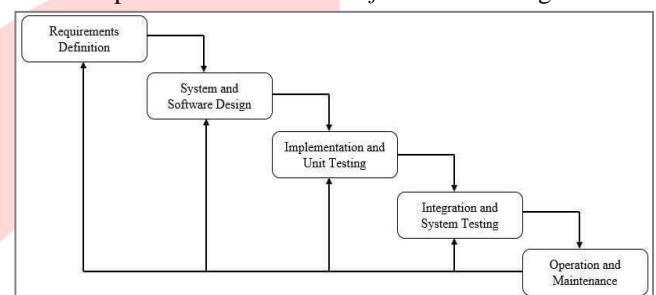 Requirements
Definition
System and
Software Design
Implementation and
Unit Testing
Integration and
System Testing
Operation and
Maintenance